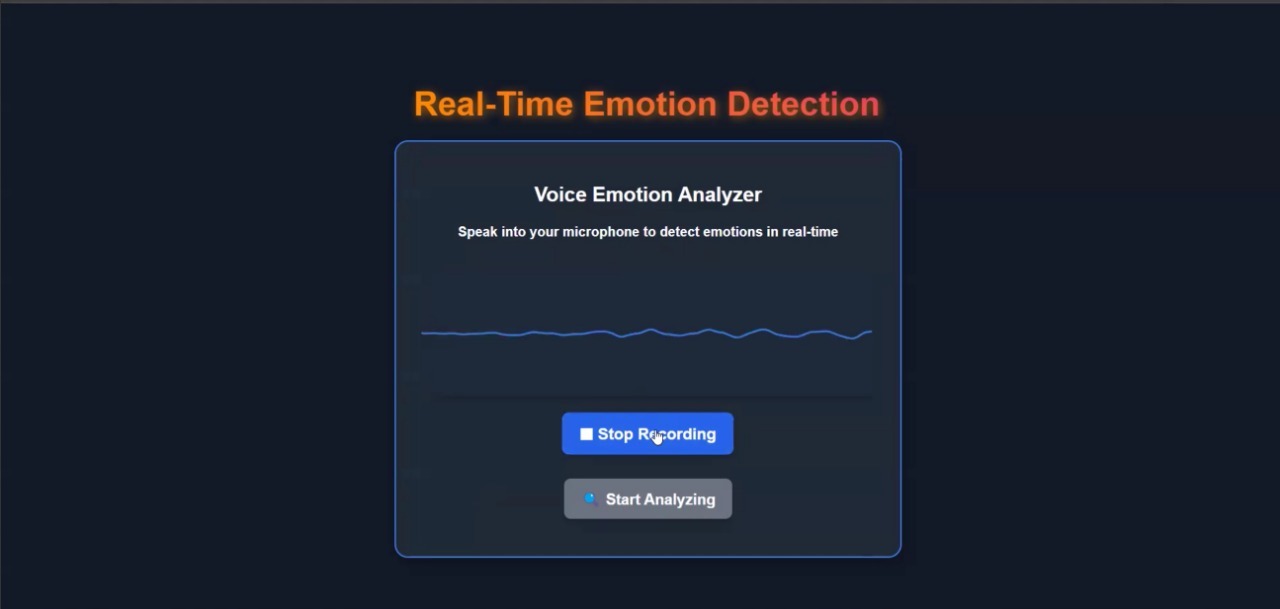 Real-Time Emotion Detection
Voice Emotion Analyzer
Speak into your microphone to detect emotions in real-time
Stop Recording
Start Analyzing